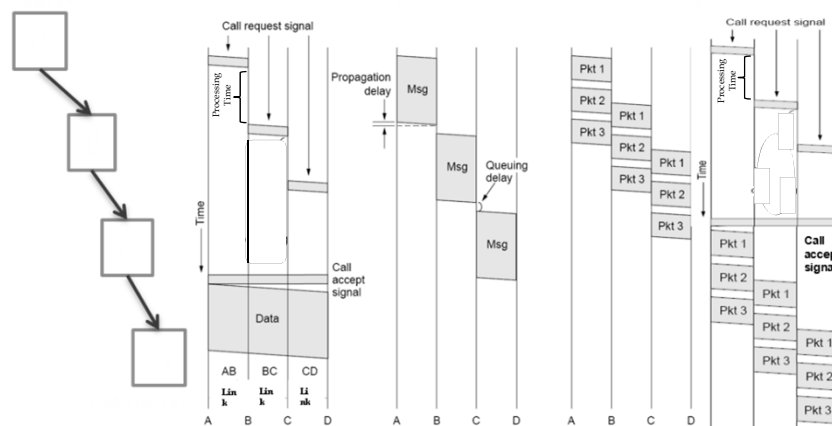 Call request signal
Processing
Time
Time
Call
accept
signal
Data
AB BC CD
Lin
k
Lin
k
Li
nk
A B C D
Propagation
delay
Msg
Msg
Queuing
delay
Msg
A B C D
Pkt 1
Pkt 2
Pkt 3
Pkt 1
Pkt 2
Pkt 3
Pkt 1
Pkt 2
Pkt 3
A B C D
Call request signal
Processing
Time
Time
Call
accep
signa
Pkt 1
Pkt 2
Pkt 3
Pkt 1
Pkt 2
Pkt 3
Pkt 1
Pkt 2
Pkt 3